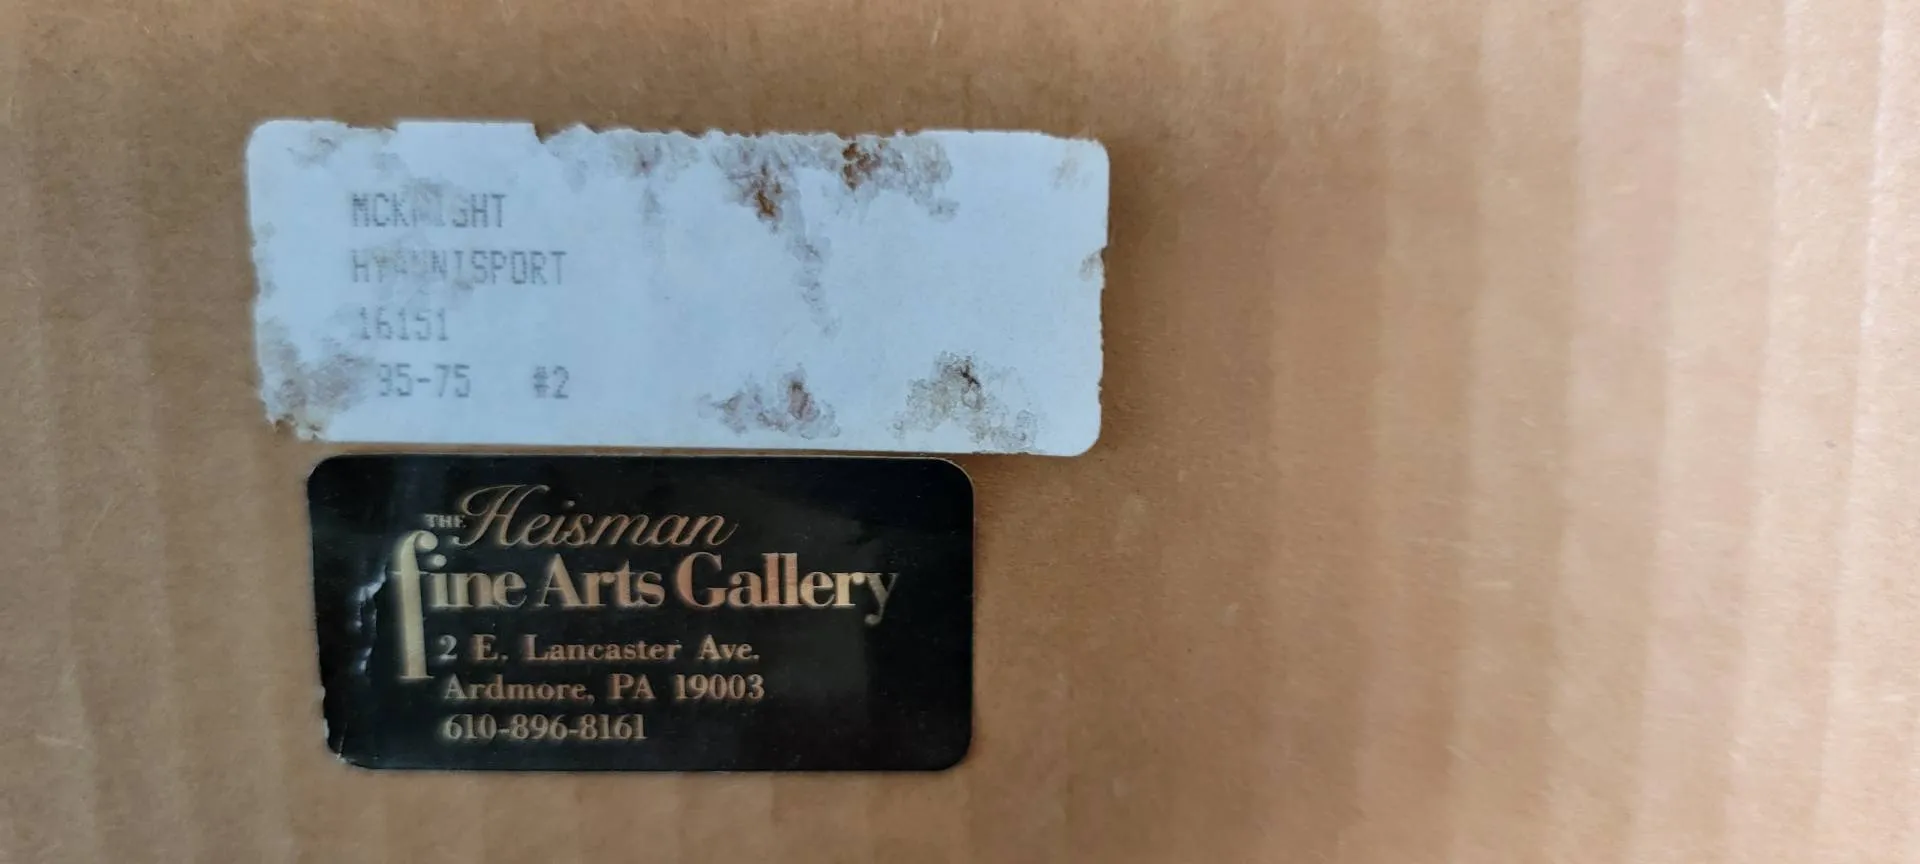 MCKNIGHT
HYANNISPORT
16151
95-75 #2
THE Heisman
fine Arts Gallery
2 E. Lancaster Ave.
Ardmore, PA 19003
610-896-8161